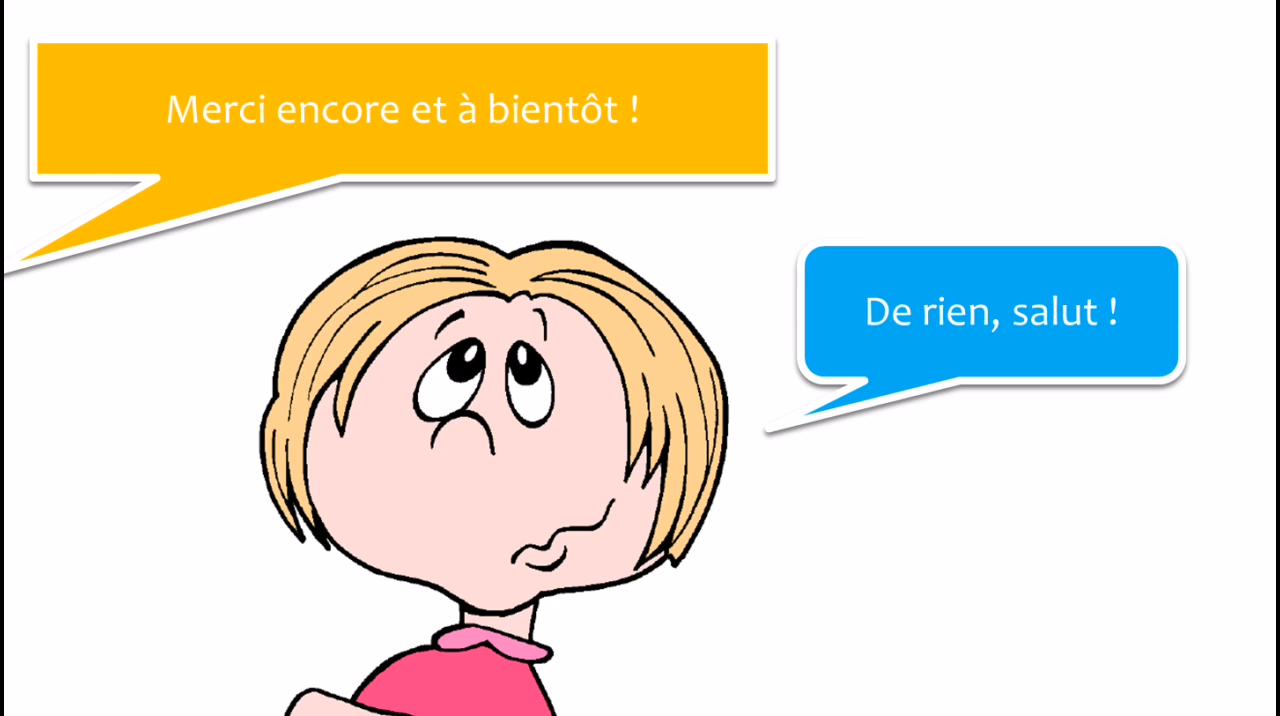 Merci encore et à bientôt !
De rien, salut !